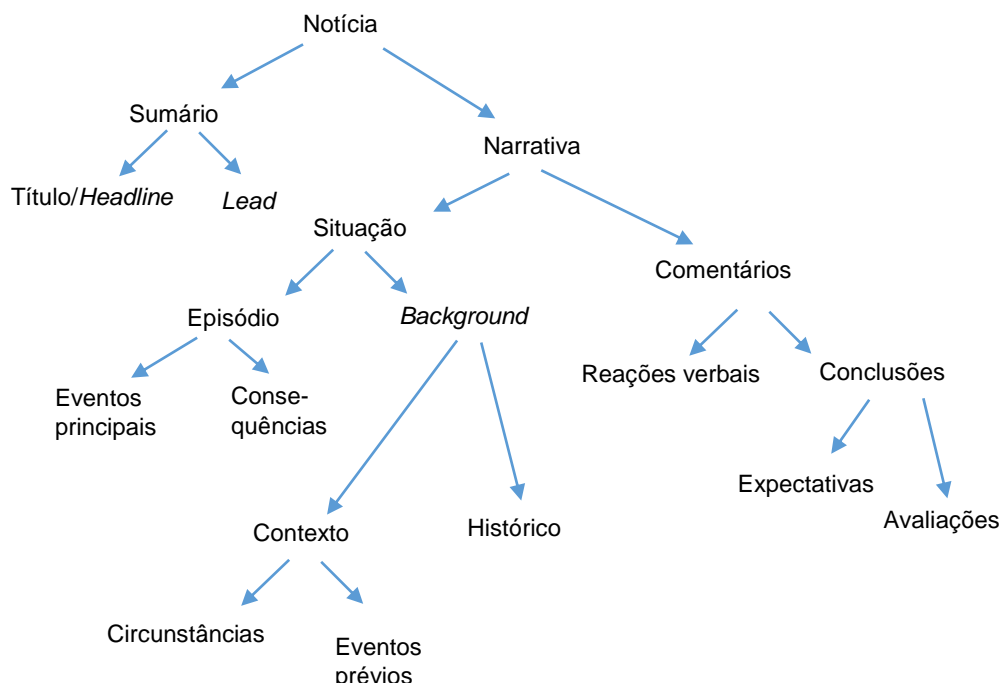 Notícia
Sumário
Narrativa
Título/Headline
Lead
Situação
Comentários
Episódio
Background
Reações verbais
Conclusões
Eventos
principais
Conse-
quências
Expectativas
Avaliações
Contexto
Histórico
Circunstâncias
Eventos
prévios